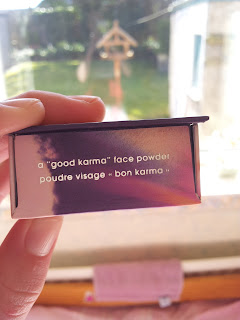 a "good karma" face powder
poudre visage « bon karma »